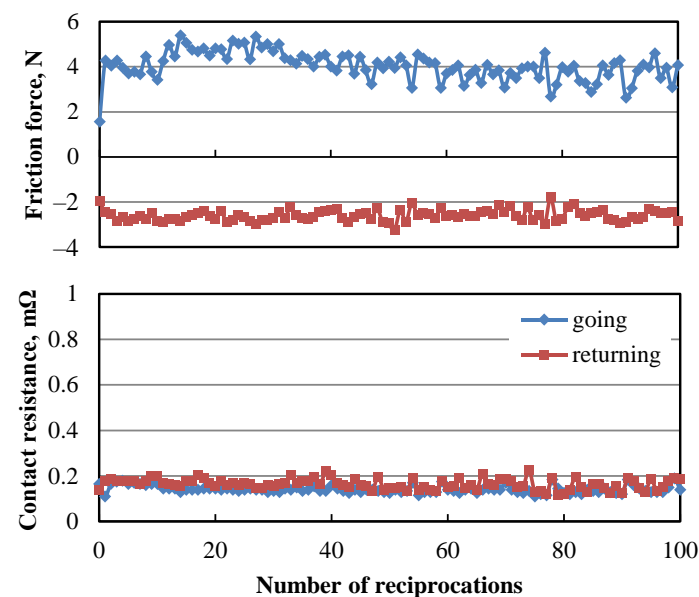 Friction force, N
6
4
2
0
−2
−4
Contact resistance, mΩ
1
0.8
0.6
0.4
0.2
0
going
returning
0 20 40 60 80 100
Number of reciprocations